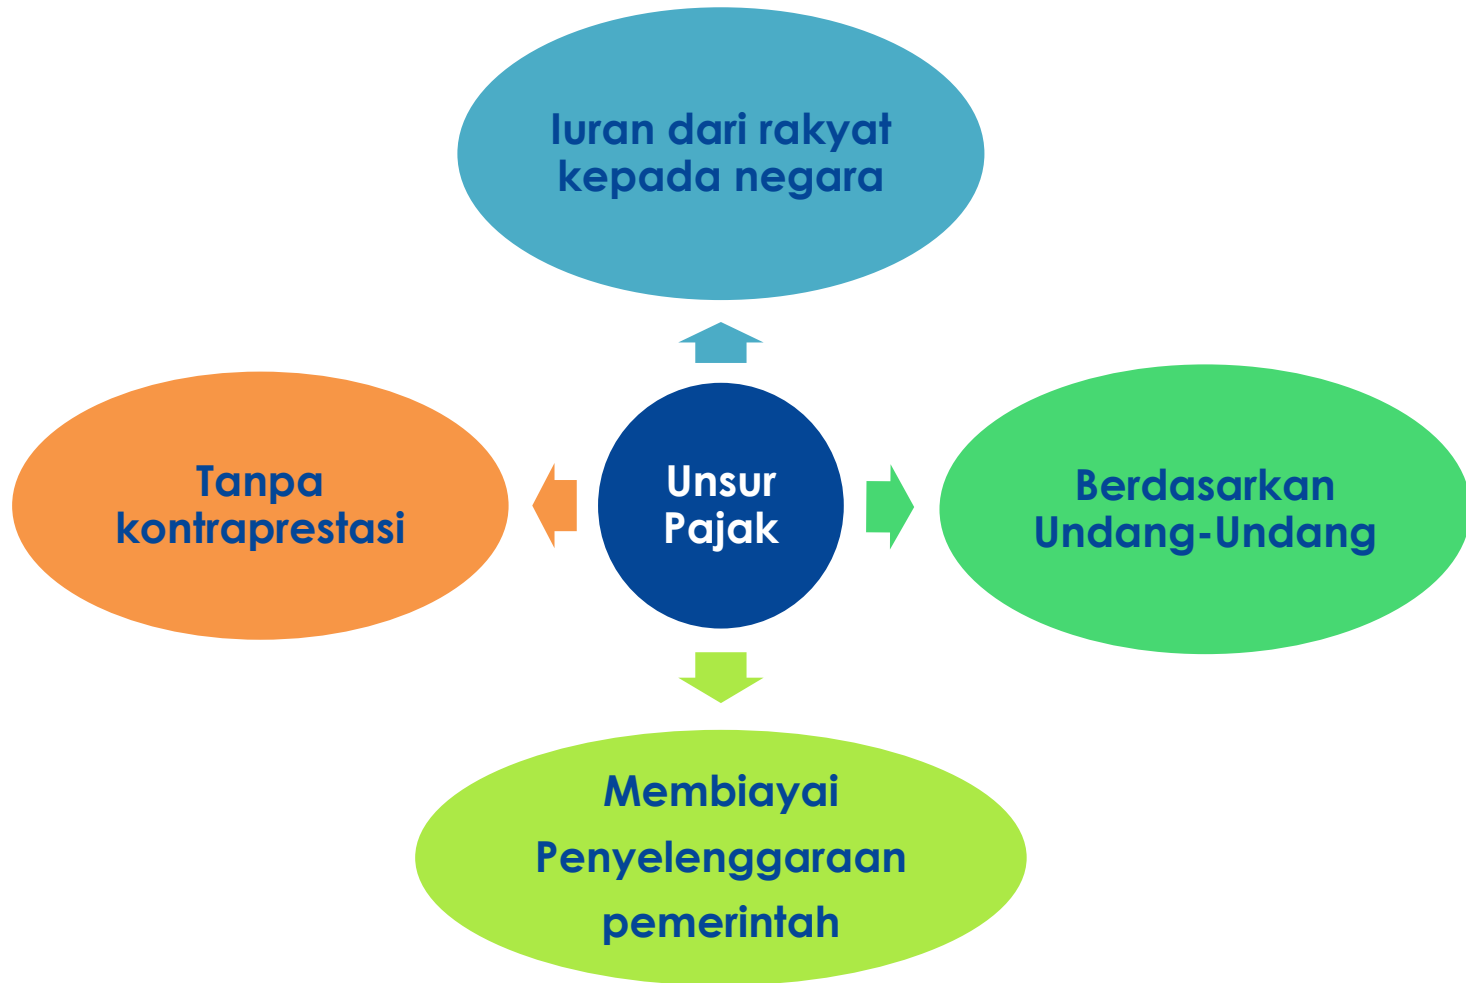 Iuran dari rakyat
kepada negara
Tanpa
kontraprestasi
Unsur
Pajak
Berdasarkan
Undang-Undang
Membiayai
Penyelenggaraan
pemerintah